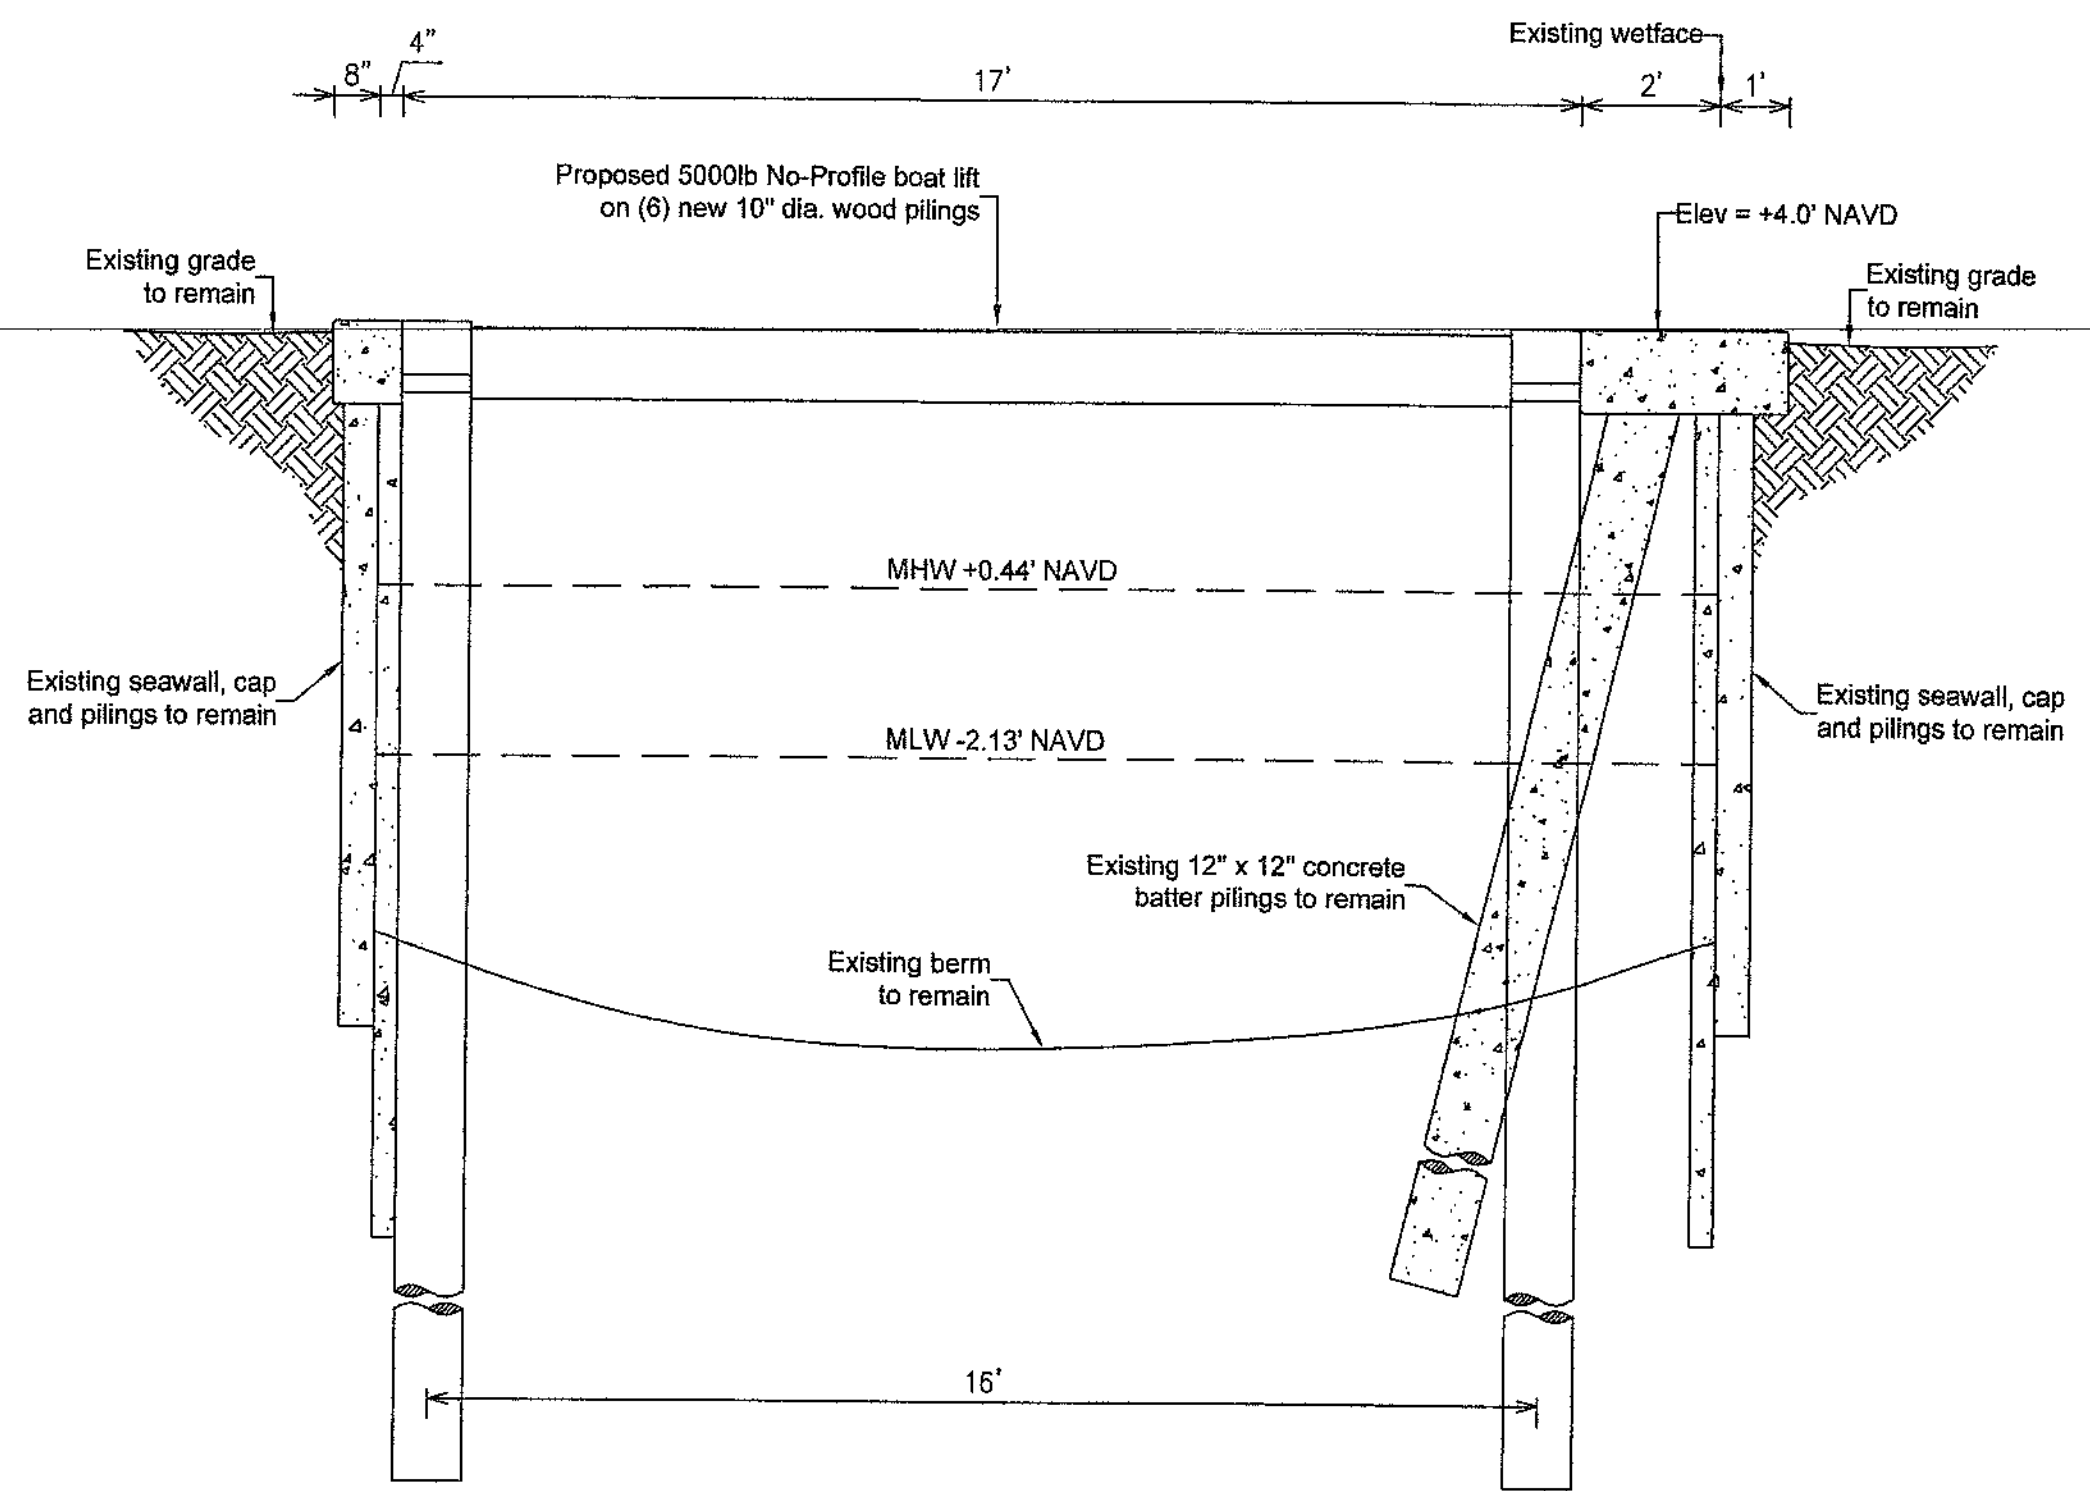 Existing wetface
4"
8"
17'
2'
1'
Proposed 5000lb No-Profile boat lift
on (6) new 10" dia. wood pilings
Elev = +4.0' NAVD
Existing grade
to remain
Existing grade
to remain
MHW +0.44' NAVD
Existing seawall, cap
and pilings to remain
Existing seawall, cap
and pilings to remain
MLW -2.13' NAVD
Existing 12" x 12" concrete
batter pilings to remain
Existing berm
to remain
16'